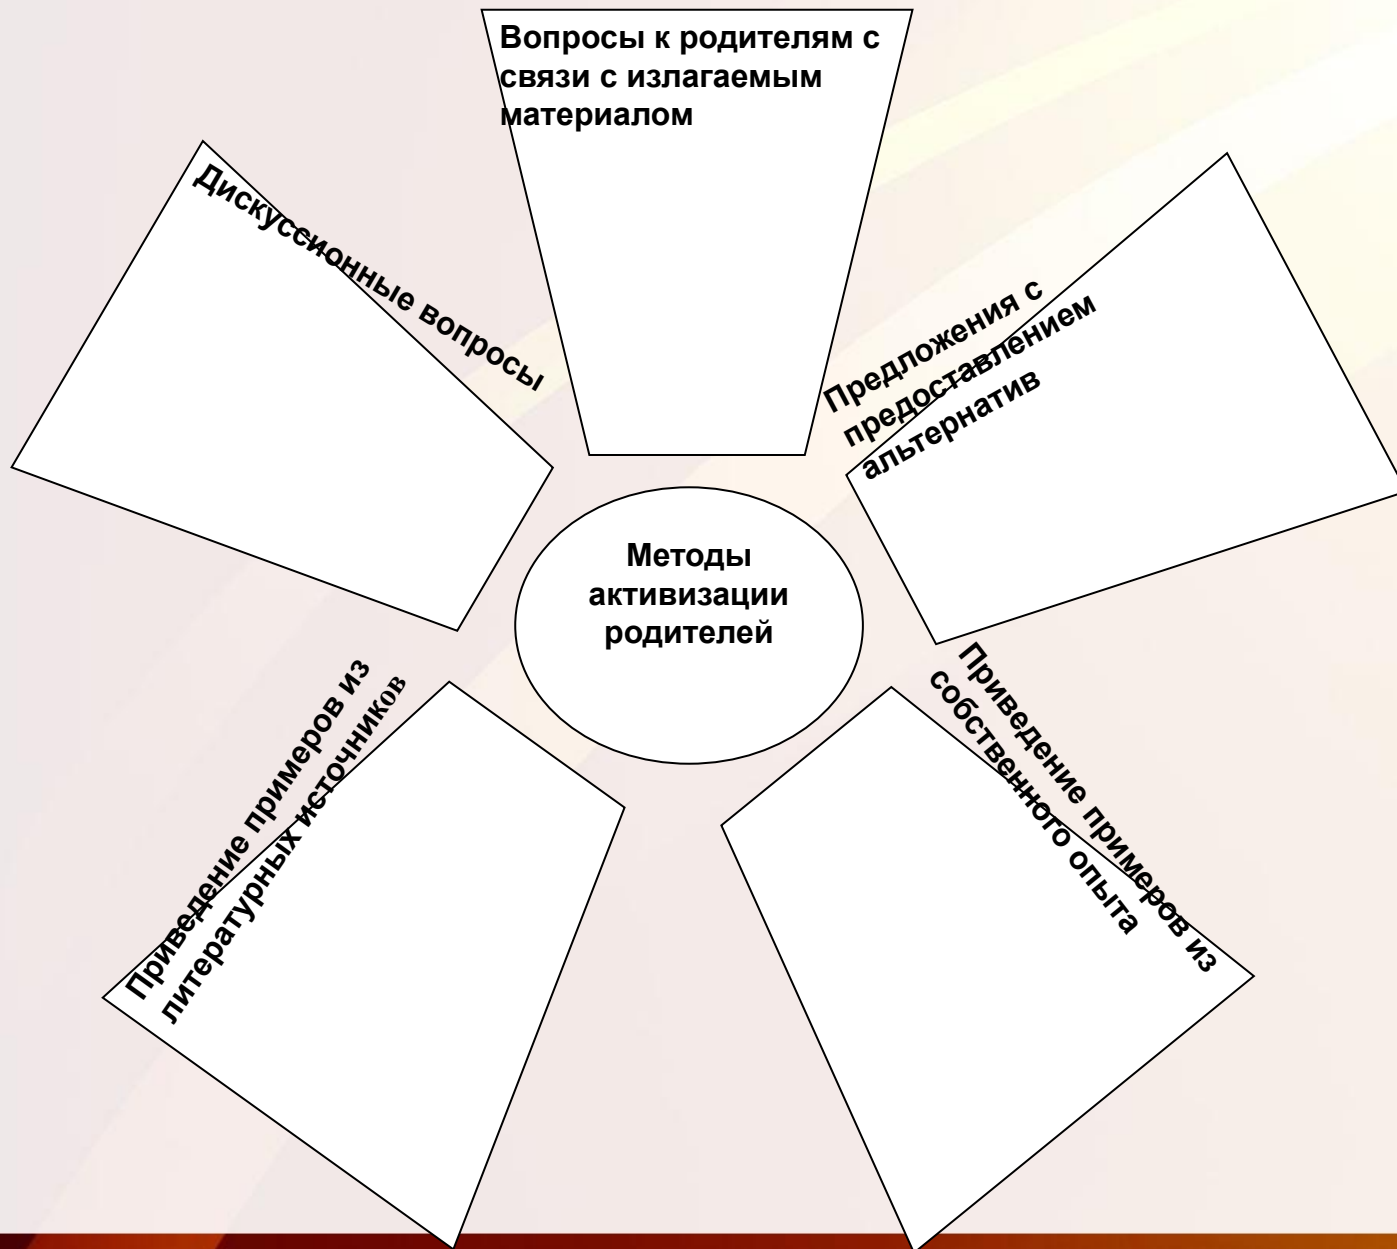 Вопросы к родителям с
связи с излагаемым
материалом
Дискуссионные вопросы
Предложения с
предоставлением
альтернатив
Методы
активизации
родителей
Приведение примеров из
литературных источников
Приведение примеров из
собственного опыта